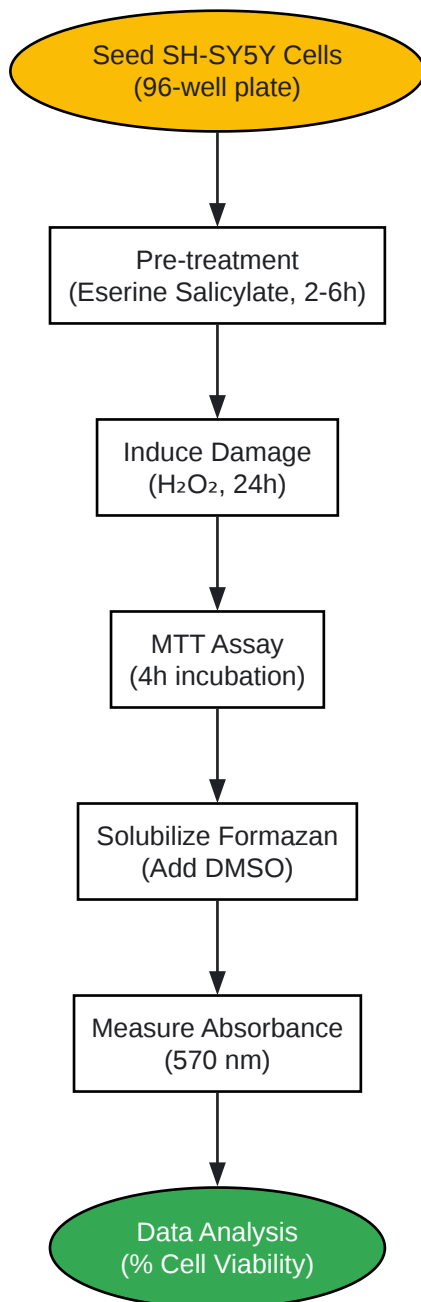 Seed SH-SY5Y Cells
(96-well plate)
Pre-treatment
(Eserine Salicylate, 2-6h)
Induce Damage
(H₂O₂, 24h)
MTT Assay
(4h incubation)
Solubilize Formazan
(Add DMSO)
Measure Absorbance
(570 nm)
Data Analysis
(% Cell Viability)